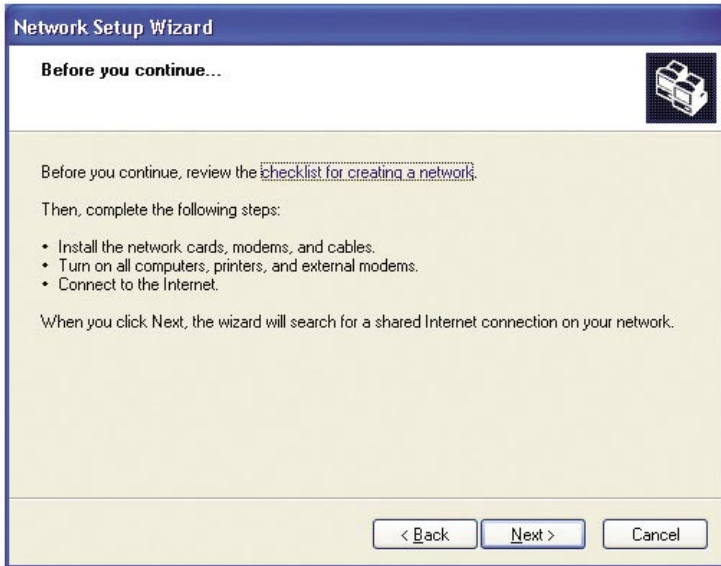 Network Setup Wizard
Before you continue...
Before you continue, review the checklist for creating a network.
Then, complete the following steps:
• Install the network cards, modems, and cables.
• Turn on all computers, printers, and external modems.
• Connect to the Internet.
When you click Next, the wizard will search for a shared Internet connection on your network.
< Back Next > Cancel